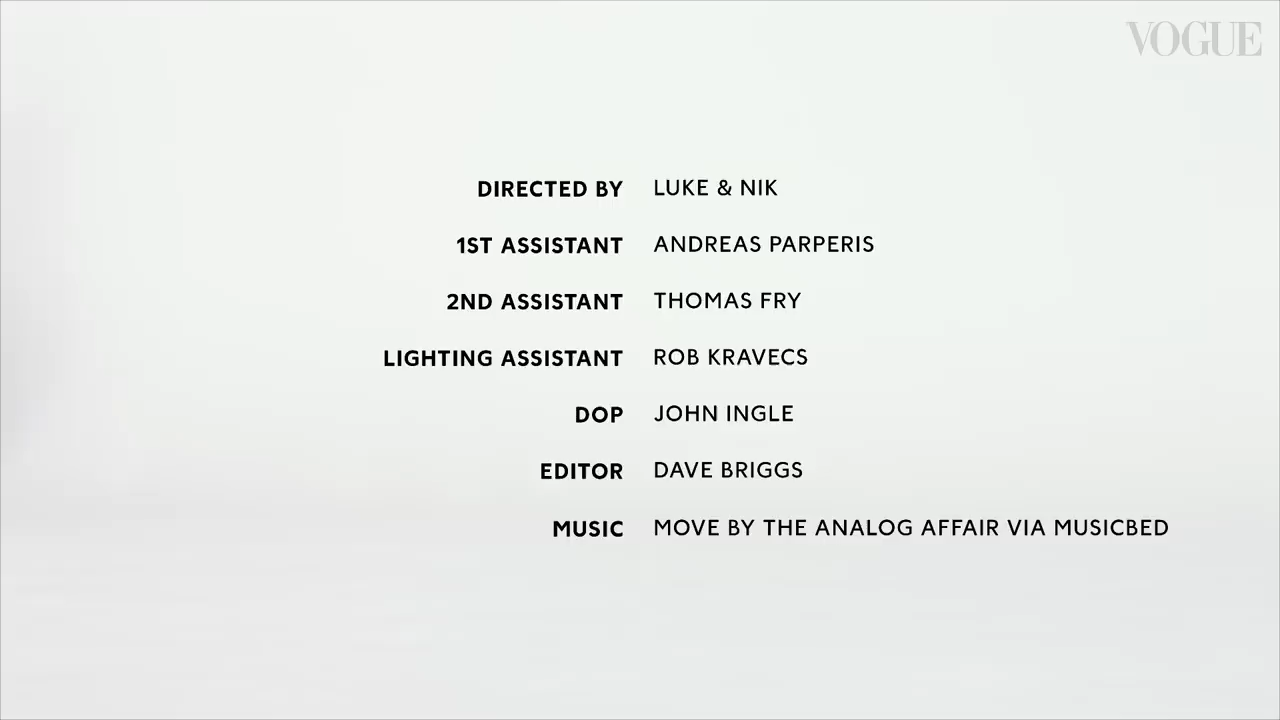 VOGUE
DIRECTED BY LUKE & NIK
1ST ASSISTANT ANDREAS PARPERIS
2ND ASSISTANT THOMAS FRY
LIGHTING ASSISTANT ROB KRAVECS
DOP JOHN INGLE
EDITOR DAVE BRIGGS
MUSIC MOVE BY THE ANALOG AFFAIR VIA MUSICBED